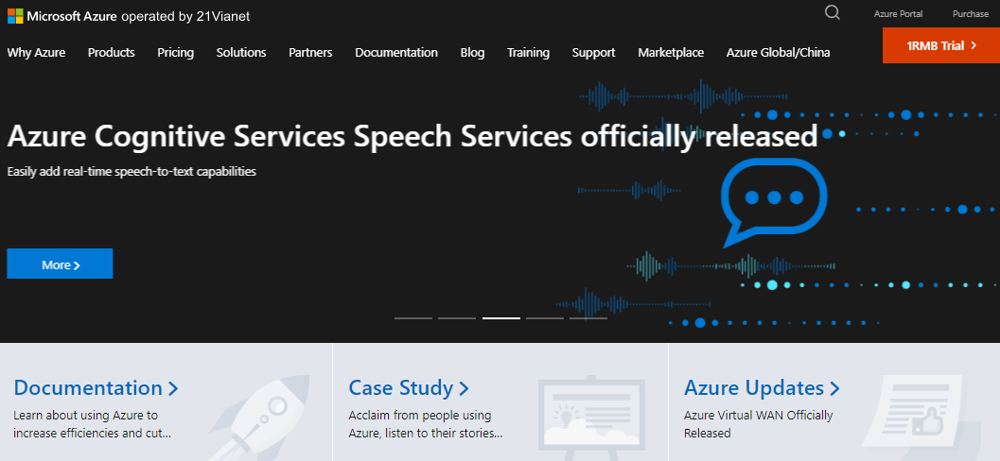 Microsoft Azure operated by 21Vianet
Azure Portal
Purchase
Why Azure
Products
Pricing
Solutions
Partners
Documentation
Blog
Training
Support
Marketplace
Azure Global/China
1RMB Trial
Azure Cognitive Services Speech Services officially released
Easily add real-time speech-to-text capabilities
More
Documentation
Learn about using Azure to
increase efficiencies and cut...
Case Study
Acclaim from people using
Azure, listen to their stories...
Azure Updates
Azure Virtual WAN Officially
Released